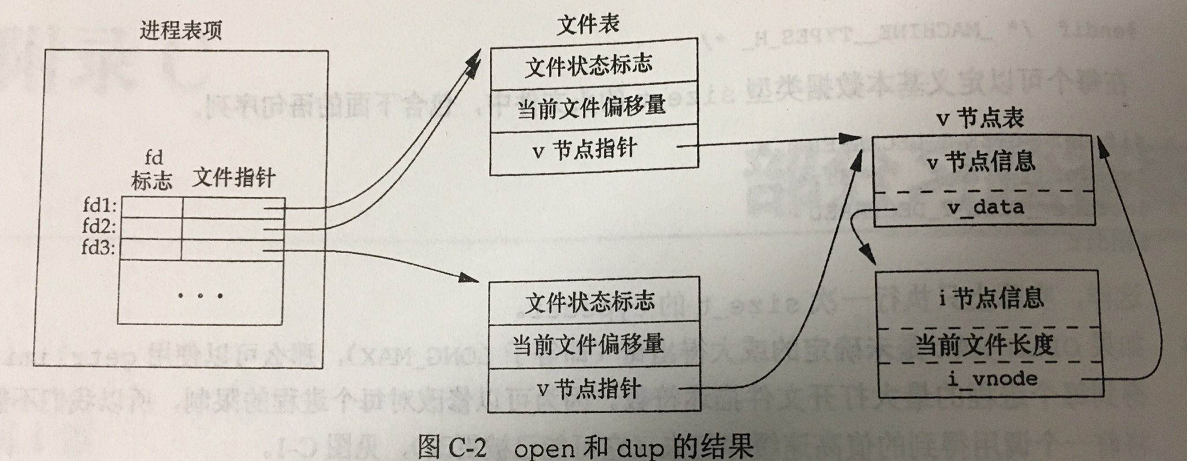 进程表项
fd
标志
文件指针
fd1:
fd2:
fd3:
...
文件表
文件状态标志
当前文件偏移量
v 节点指针
文件状态标志
当前文件偏移量
v 节点指针
v 节点表
v 节点信息
v_data
i 节点信息
当前文件长度
i_vnode
图 C-2 open 和 dup 的结果